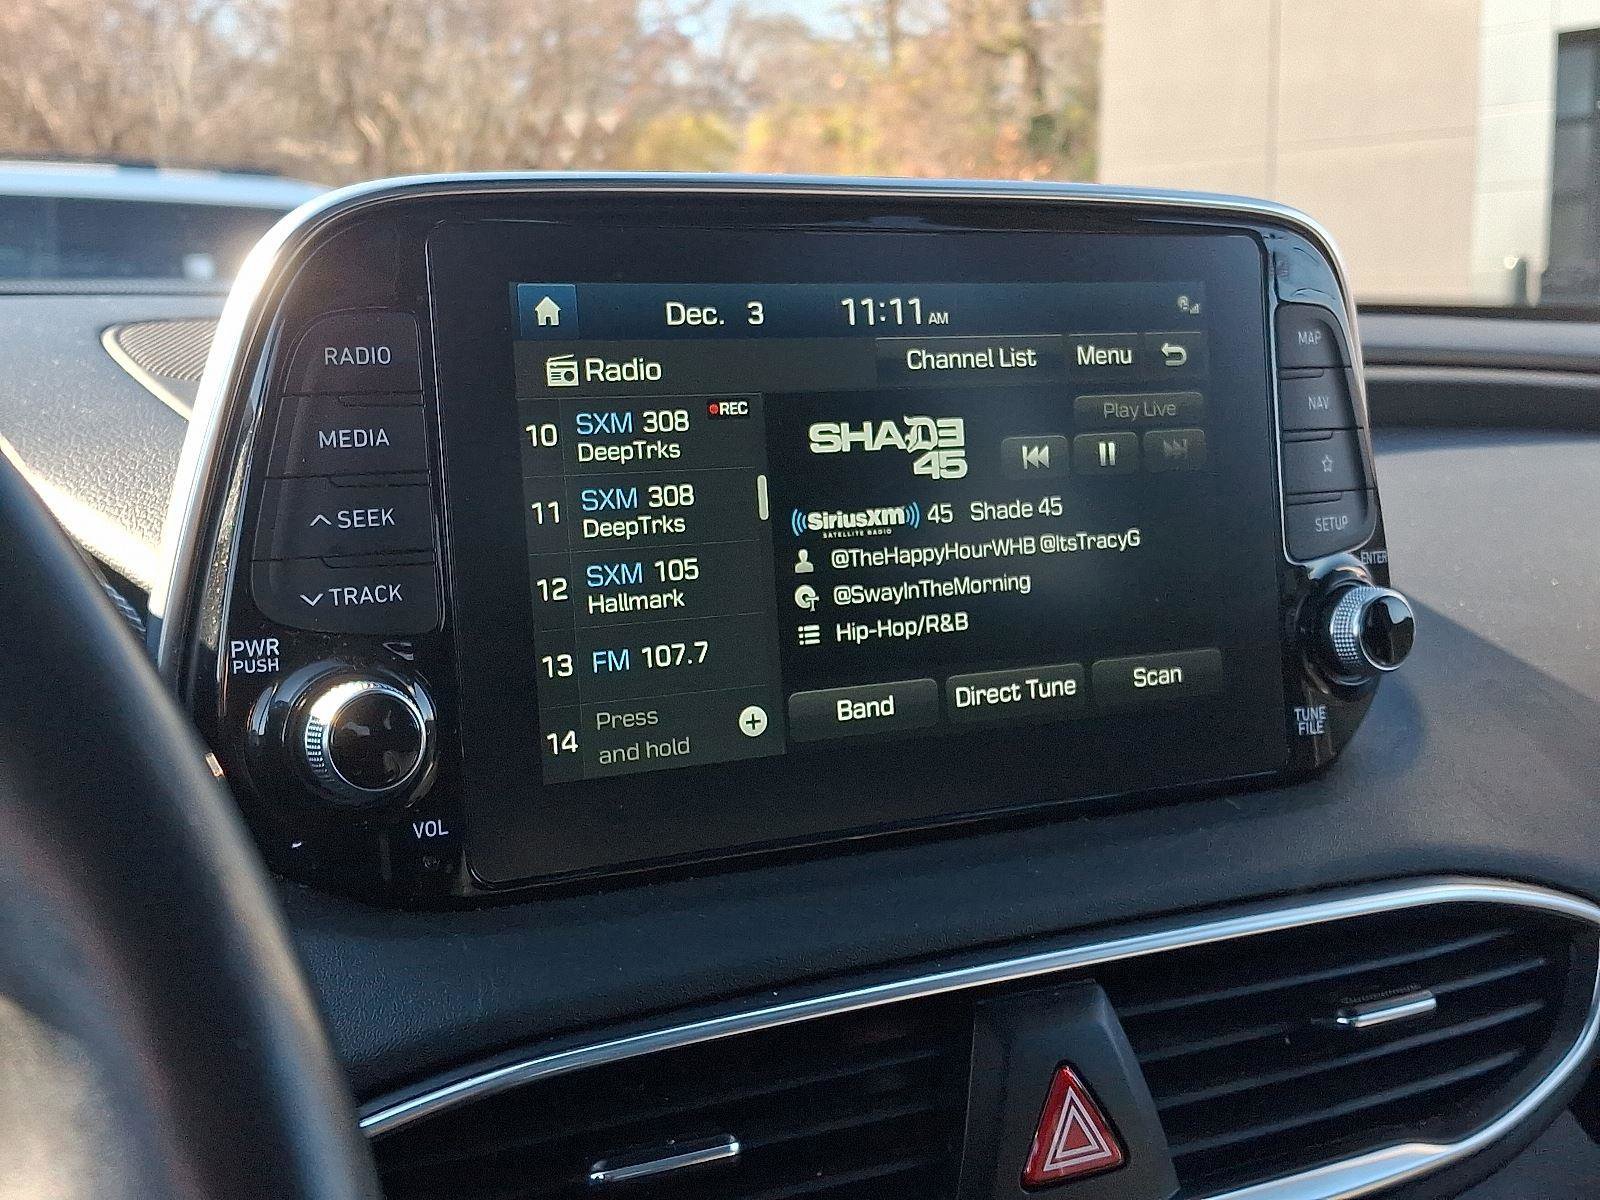 Dec. 3 11:11 AM
Radio
Channel List Menu
10 SXM 308 REC
DeepTrks
11 SXM 308
DeepTrks
12 SXM 105
Hallmark
13 FM 107.7
14 Press
and hold
Play Live
SHADE
45
SiriusXm 45 Shade 45
SATELLITE RADIO
@TheHappyHourWHB @ItsTracyG
@SwayInTheMorning
Hip-Hop/R&B
Band Direct Tune Scan
RADIO
MEDIA
SEEK
TRACK
PWR
PUSH
VOL
MAP
NAV
SETUP
ENTER
TUNE
FILE